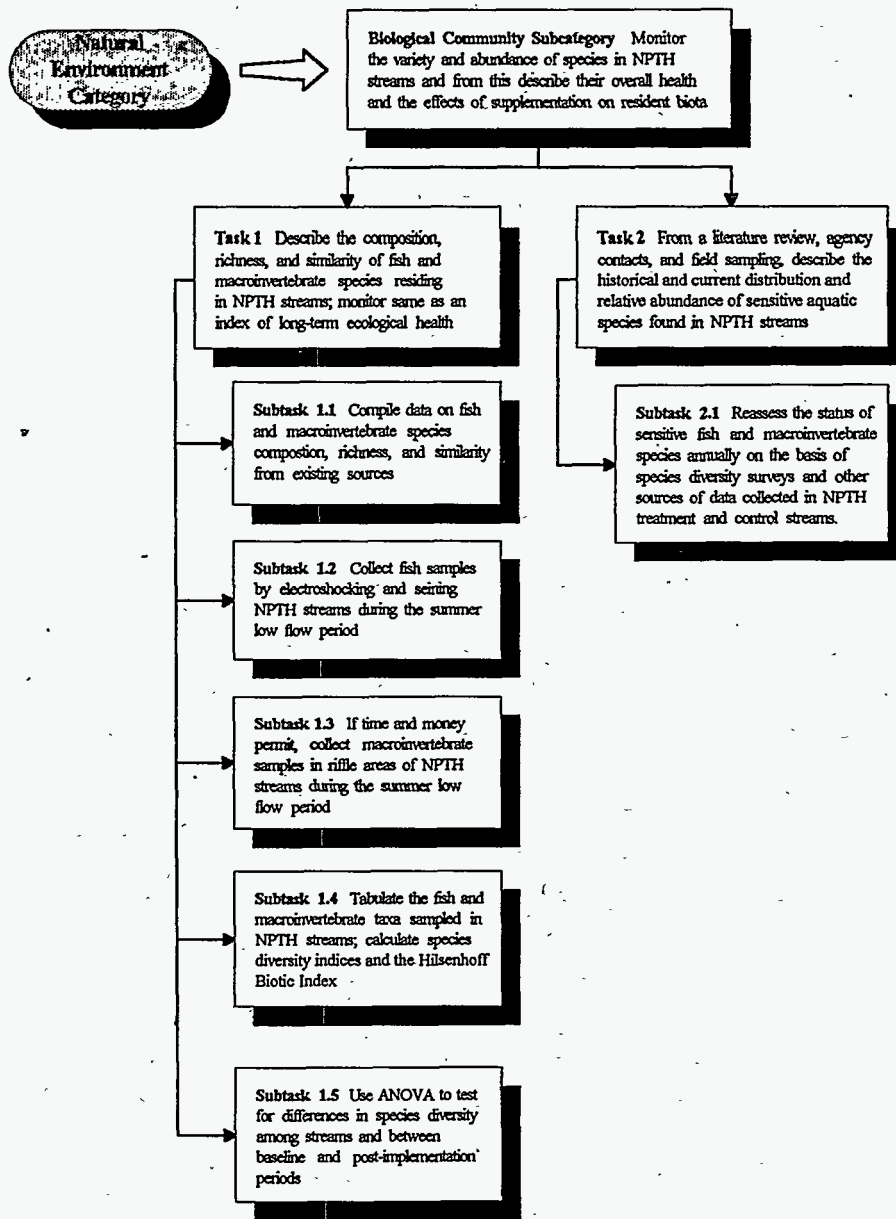 Natural
Environment
Category
Biological Community Subcategory Monitor
the variety and abundance of species in NPTH
streams and from this describe their overall health
and the effects of supplementation on resident biota
Task 1 Describe the composition,
richness, and similarity of fish and
macroinvertebrate species residing
in NPTH streams; monitor same as an
index of long-term ecological health
Task 2 From a literature review, agency
contacts, and field sampling, describe the
historical and current distribution and
relative abundance of sensitive aquatic
species found in NPTH streams
Subtask 1.1 Compile data on fish
and macroinvertebrate species
compostion, richness, and similarity
from existing sources
Subtask 2.1 Reassess the status of
sensitive fish and macroinvertebrate
species annually on the basis of
species diversity surveys and other
sources of data collected in NPTH
treatment and control streams.
Subtask 1.2 Collect fish samples
by electroshocking and seining
NPTH streams during the summer
low flow period
Subtask 1.3 If time and money
permit, collect macroinvertebrate
samples in riffle areas of NPTH
streams during the summer low
flow period
Subtask 1.4 Tabulate the fish and
macroinvertebrate taxa sampled in
NPTH streams; calculate species
diversity indices and the Hilsenhoff
Biotic Index
Subtask 1.5 Use ANOVA to test
for differences in species diversity
among streams and between
baseline and post-implementation
periods